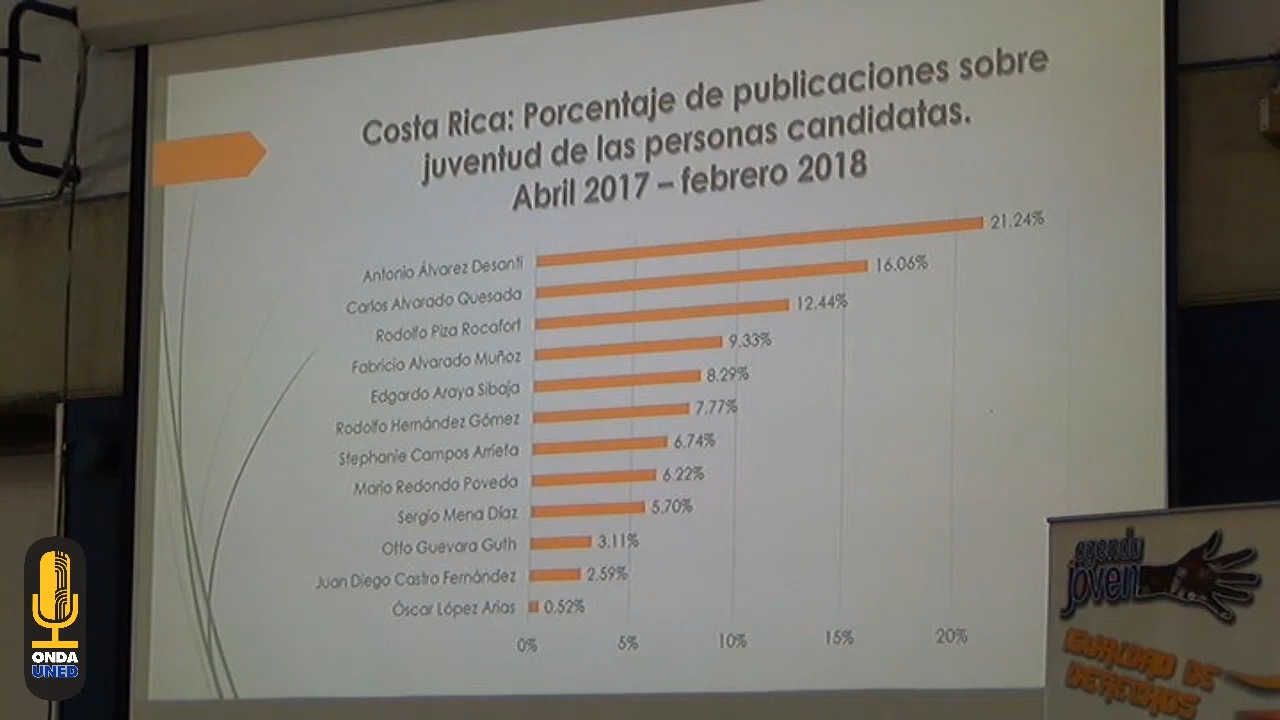 Costa Rica: Porcentaje de publicaciones sobre
juventud de las personas candidatas.
Abril 2017 – febrero 2018
Antonio Álvarez Desanti 21.24%
Carlos Alvarado Quesada 16.06%
Rodolfo Piza Rocafort 12.44%
Fabricio Alvarado Muñoz 9.33%
Edgardo Araya Sibaja 8.29%
Rodolfo Hernández Gómez 7.77%
Stephanie Campos Arrieta 6.74%
Mario Redondo Poveda 6.22%
Sergio Mena Díaz 5.70%
Otto Guevara Guth 3.11%
Juan Diego Castro Fernández 2.59%
Óscar López Arias 0.52%
0% 5% 10% 15% 20%
agenda
joven
IGUALDAD DE
DERECHOS
ONDA
UNED